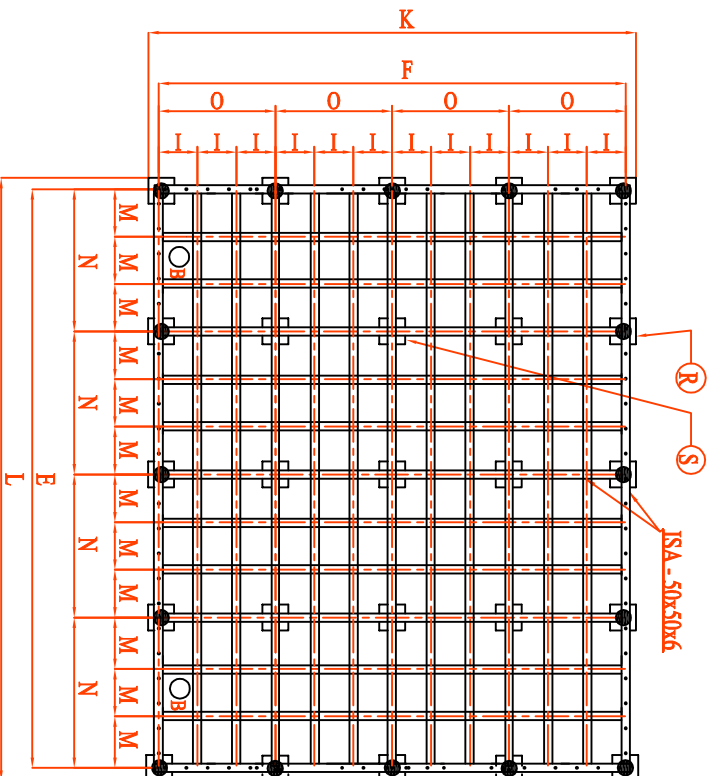 K
F
O O O O
I I I I I I I I I I I I
R
S
ISA - 50x50x6
B
B
M M M M M M M M M M M M
N N N N
E
L